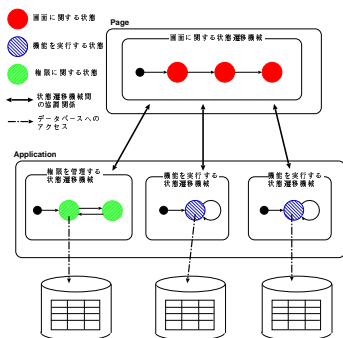 画面に関する状態
機能を実行する状態
権限に関する状態
状態遷移機械間
の協調関係
データベースへの
アクセス
Page
画面に関する状態遷移機械
Application
権限を管理する
状態遷移機械
機能を実行する
状態遷移機械
機能を実行する
状態遷移機械